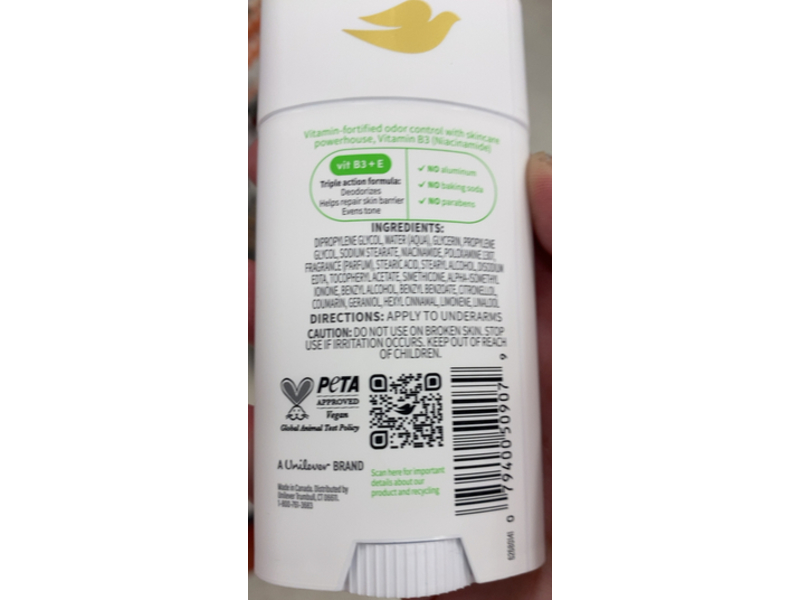 Vitamin-fortified odor control with skincare
powerhouse, Vitamin B3 (Niacinamide)
vit B3 + E
Triple action formula:
Deodorizes
Helps repair skin barrier
Evens tone
✓ NO aluminum
✓ NO baking soda
✓ NO parabens
INGREDIENTS:
DIPROPYLENE GLYCOL, WATER (AQUA), GLYCERIN, PROPYLENE
GLYCOL, SODIUM STEARATE, NIACINAMIDE, POLOXAMINE 1307,
FRAGRANCE (PARFUM), STEARIC ACID, STEARYL ALCOHOL, DISODIUM
EDTA, TOCOPHERYL ACETATE, SIMETHICONE, ALPHA-ISOMETHYL
IONONE, BENZYL ALCOHOL, BENZYL BENZOATE, CITRONELLOL,
COUMARIN, GERANIOL, HEXYL CINNAMAL, LIMONENE, LINALOOL
DIRECTIONS: APPLY TO UNDERARMS
CAUTION: DO NOT USE ON BROKEN SKIN. STOP
USE IF IRRITATION OCCURS. KEEP OUT OF REACH
OF CHILDREN.
PETA
APPROVED
Vegan
Global Animal Test Policy
A Unilever BRAND
Made in Canada. Distributed by
Unilever Trumbull, CT 06611.
Scan here for important
details about our
product and recycling
0 79400 50907 9